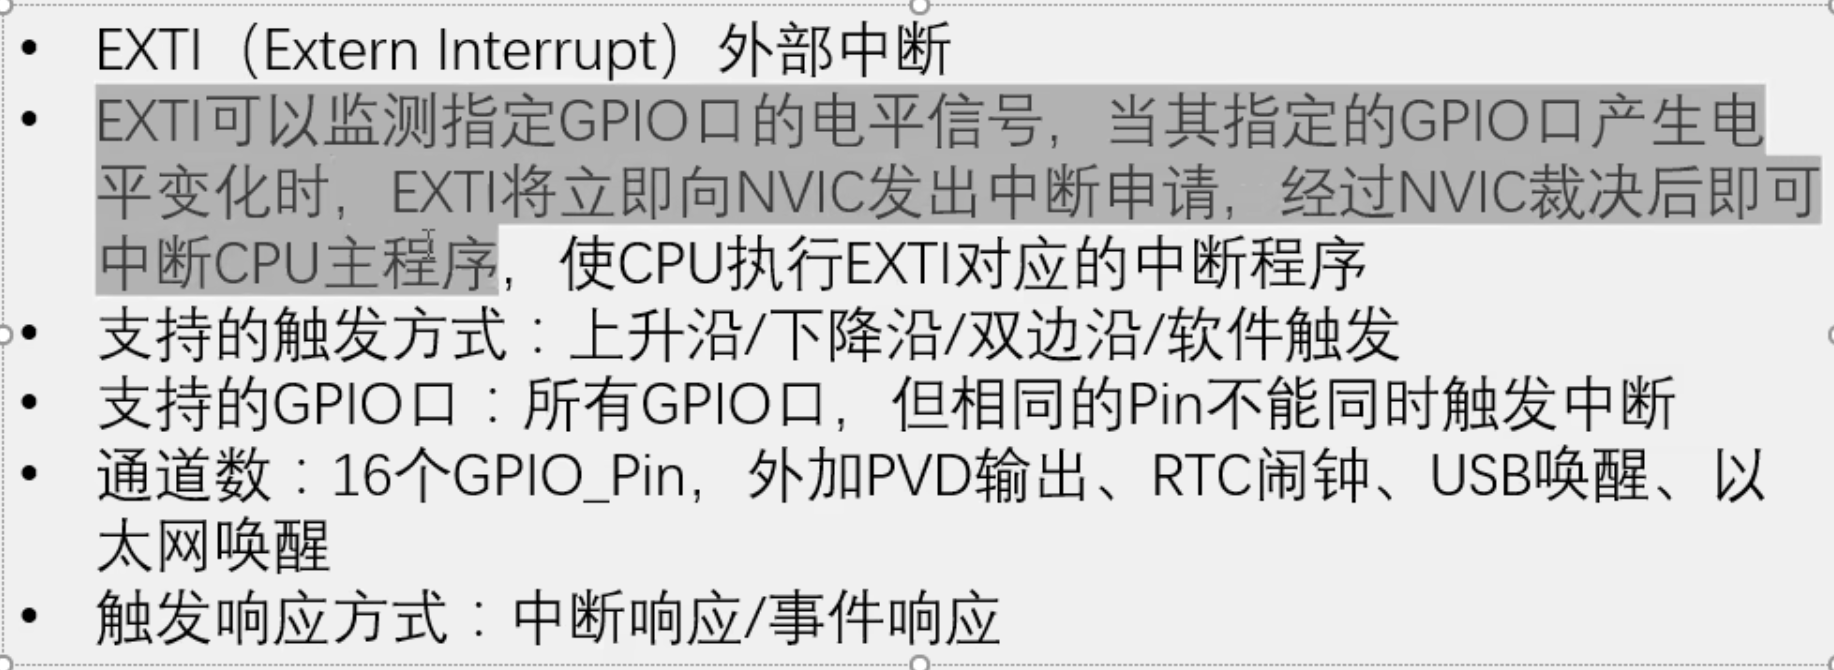 • EXTI（Extern Interrupt）外部中断
• EXTI可以监测指定GPIO口的电平信号，当其指定的GPIO口产生电
平变化时，EXTI将立即向NVIC发出中断申请，经过NVIC裁决后即可
中断CPU主程序，使CPU执行EXTI对应的中断程序
• 支持的触发方式：上升沿/下降沿/双边沿/软件触发
• 支持的GPIO口：所有GPIO口，但相同的Pin不能同时触发中断
• 通道数：16个GPIO_Pin，外加PVD输出、RTC闹钟、USB唤醒、以
太网唤醒
• 触发响应方式：中断响应/事件响应